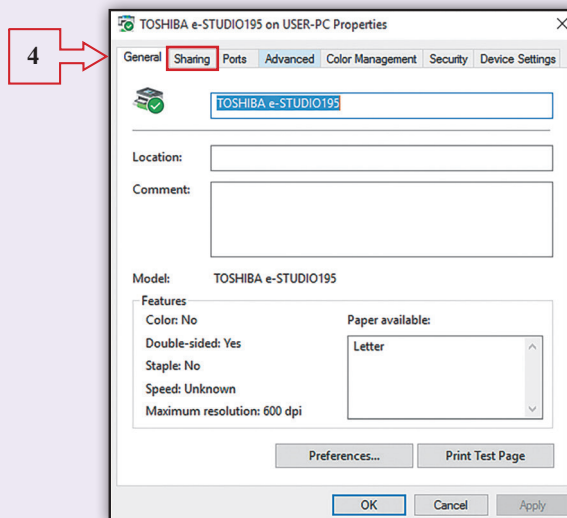 4
TOSHIBA e-STUDIO195 on USER-PC Properties
General Sharing Ports Advanced Color Management Security Device Settings
TOSHIBA e-STUDIO195
Location:
Comment:
Model: TOSHIBA e-STUDIO195
Features
Color: No
Paper available:
Double-sided: Yes
Letter
Staple: No
Speed: Unknown
Maximum resolution: 600 dpi
Preferences... Print Test Page
OK Cancel Apply